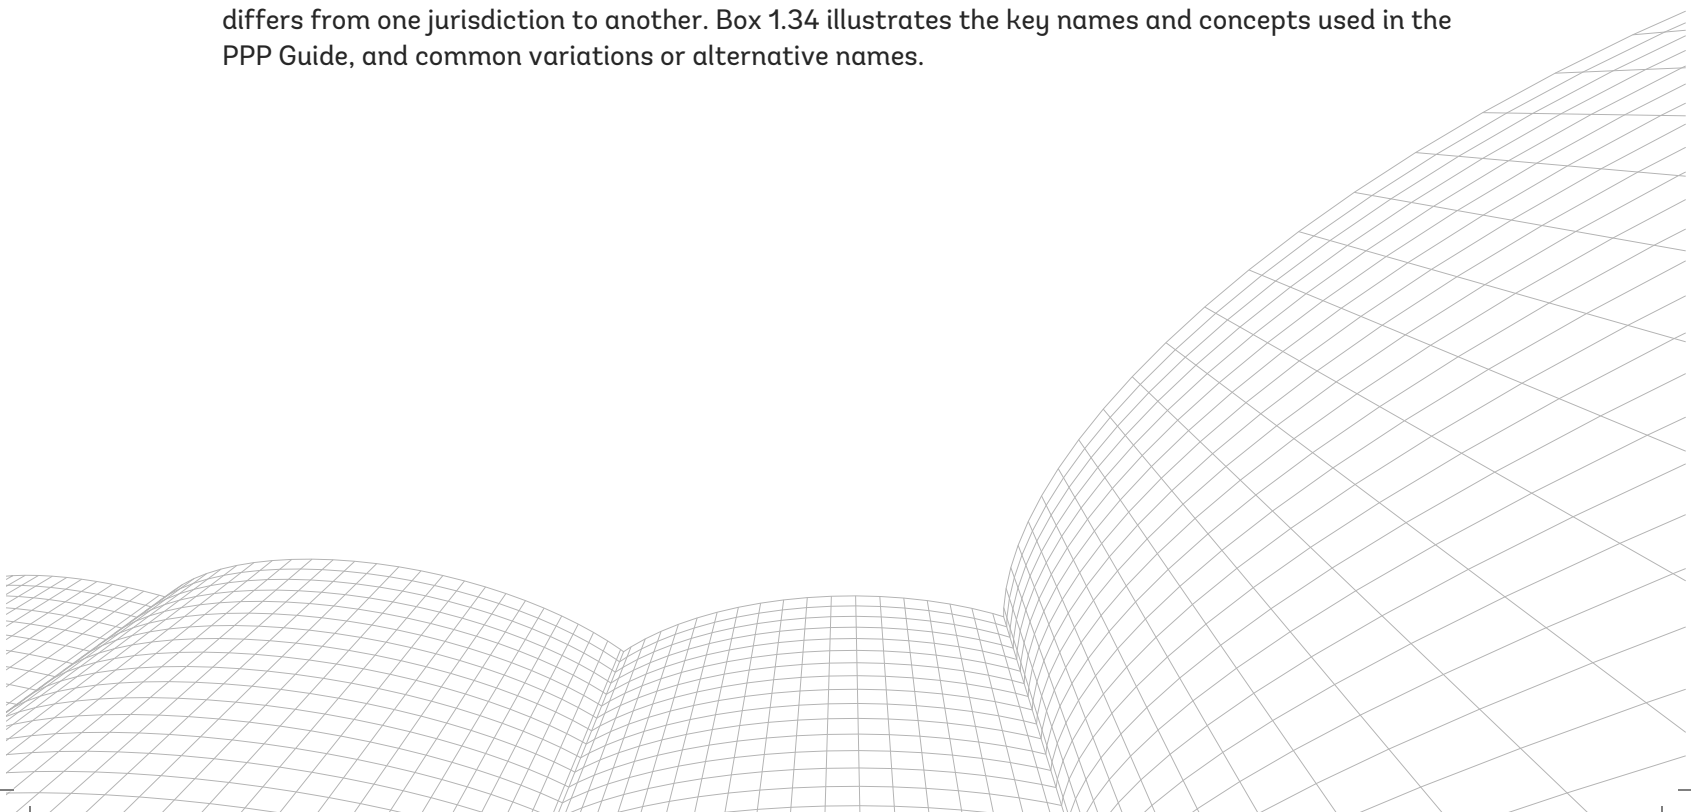 differs from one jurisdiction to another. Box 1.34 illustrates the key names and concepts used in the
PPP Guide, and common variations or alternative names.